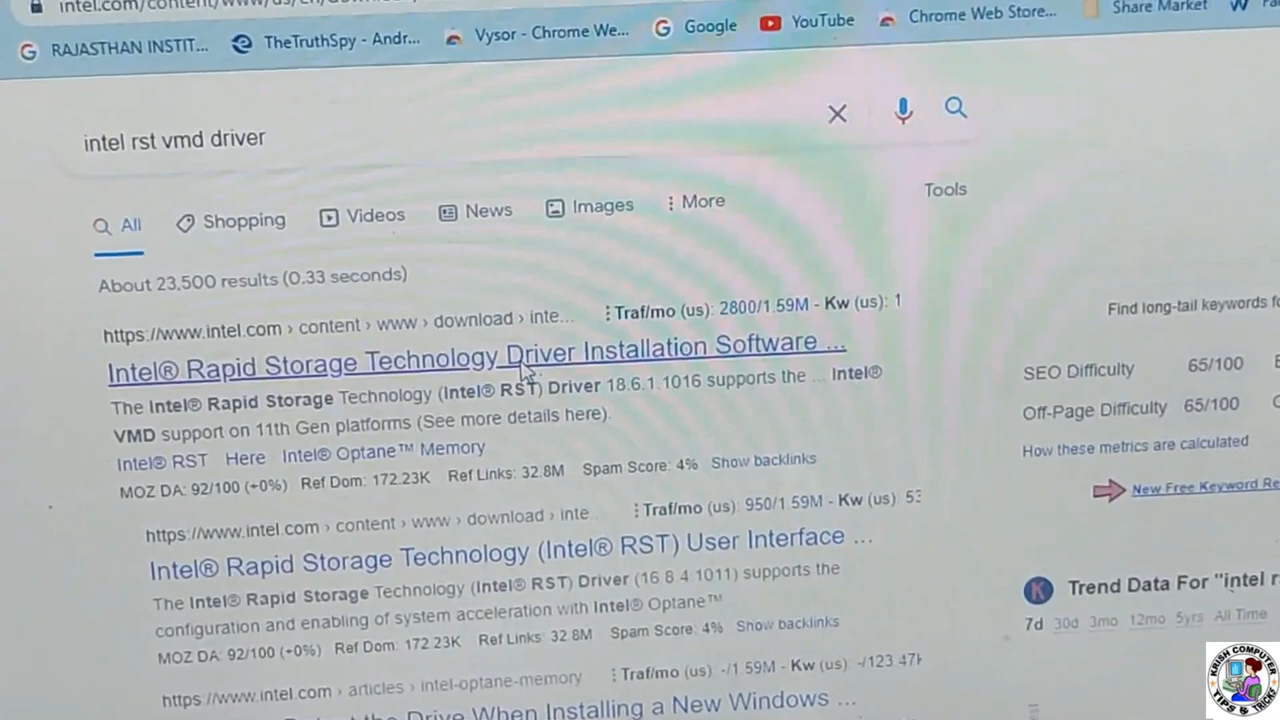 intel.com/content/www/us/en/
RAJASTHAN INSTIT...
TheTruthSpy - Andr...
Vysor - Chrome We...
Google
YouTube
Chrome Web Store...
Share Market
intel rst vmd driver
All
Shopping
Videos
News
Images
More
Tools
About 23,500 results (0.33 seconds)
https://www.intel.com › content › www › download › inte...
Traf/mo (us): 2800/1.59M - Kw (us): 1
Intel® Rapid Storage Technology Driver Installation Software ...
The Intel® Rapid Storage Technology (Intel® RST) Driver 18.6.1.1016 supports the ... Intel®
VMD support on 11th Gen platforms (See more details here).
Intel® RST Here Intel® Optane™ Memory
MOZ DA: 92/100 (+0%) Ref Dom: 172.23K Ref Links: 32.8M Spam Score: 4% Show backlinks
https://www.intel.com › content › www › download › inte..
Traf/mo (us): 950/1.59M - Kw (us)
Intel® Rapid Storage Technology (Intel® RST) User Interface ...
The Intel® Rapid Storage Technology (Intel® RST) Driver (16.8.4.1011) supports the
configuration and enabling of system acceleration with Intel® Optane™
MOZ DA: 92/100 (+0%) Ref Dom: 172.23K Ref Links: 32.8M Spam Score: 4% Show backlinks
https://www.intel.com › articles › intel-optane-memory
Traf/mo (us): -/1.59M - Kw (us): -/123.47k
the Drive When Installing a New Windows ...
Find long-tail keywords fo
SEO Difficulty 65/100
Off-Page Difficulty 65/100
How these metrics are calculated
New Free Keyword Re
K
Trend Data For "intel r
7d 30d 3mo 12mo 5yrs All Time
KRISH COMPUTER
TIPS & TRICKS